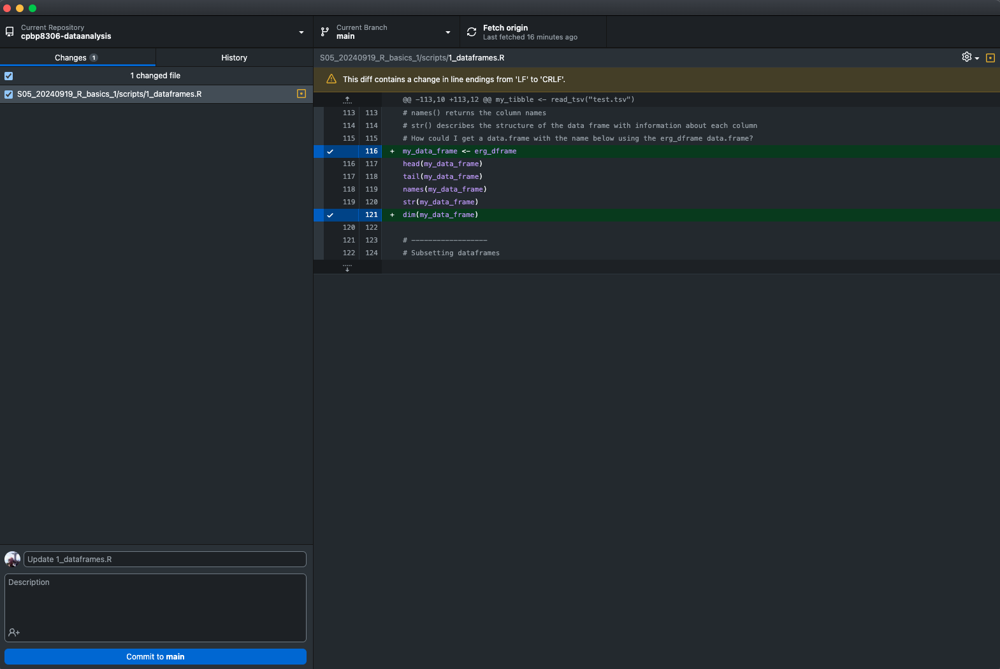 Current Repository
cpbp8306-dataanalysis
Current Branch
main
Fetch origin
Last fetched 16 minutes ago
Changes 1
History
1 changed file
S05_20240919_R_basics_1/scripts/1_dataframes.R
S05_20240919_R_basics_1/scripts/1_dataframes.R
This diff contains a change in line endings from 'LF' to 'CRLF'.
@@ -113,10 +113,12 @@ my_tibble <- read_tsv("test.tsv")
113 113 # names() returns the column names
114 114 # str() describes the structure of the data frame with information about each column
115 115 # How could I get a data.frame with the name below using the erg_dframe data.frame?
116 + my_data_frame <- erg_dframe
116 117 head(my_data_frame)
117 118 tail(my_data_frame)
118 119 names(my_data_frame)
119 120 str(my_data_frame)
121 + dim(my_data_frame)
120 122
121 123 # ------------------
122 124 # Subsetting dataframes
Update 1_dataframes.R
Description
Commit to main